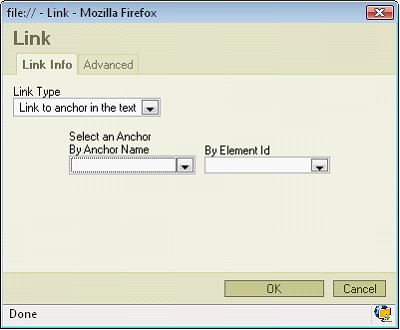 file:// - Link - Mozilla Firefox
Link
Link Info Advanced
Link Type
Link to anchor in the text
Select an Anchor
By Anchor Name By Element Id
OK Cancel
Done